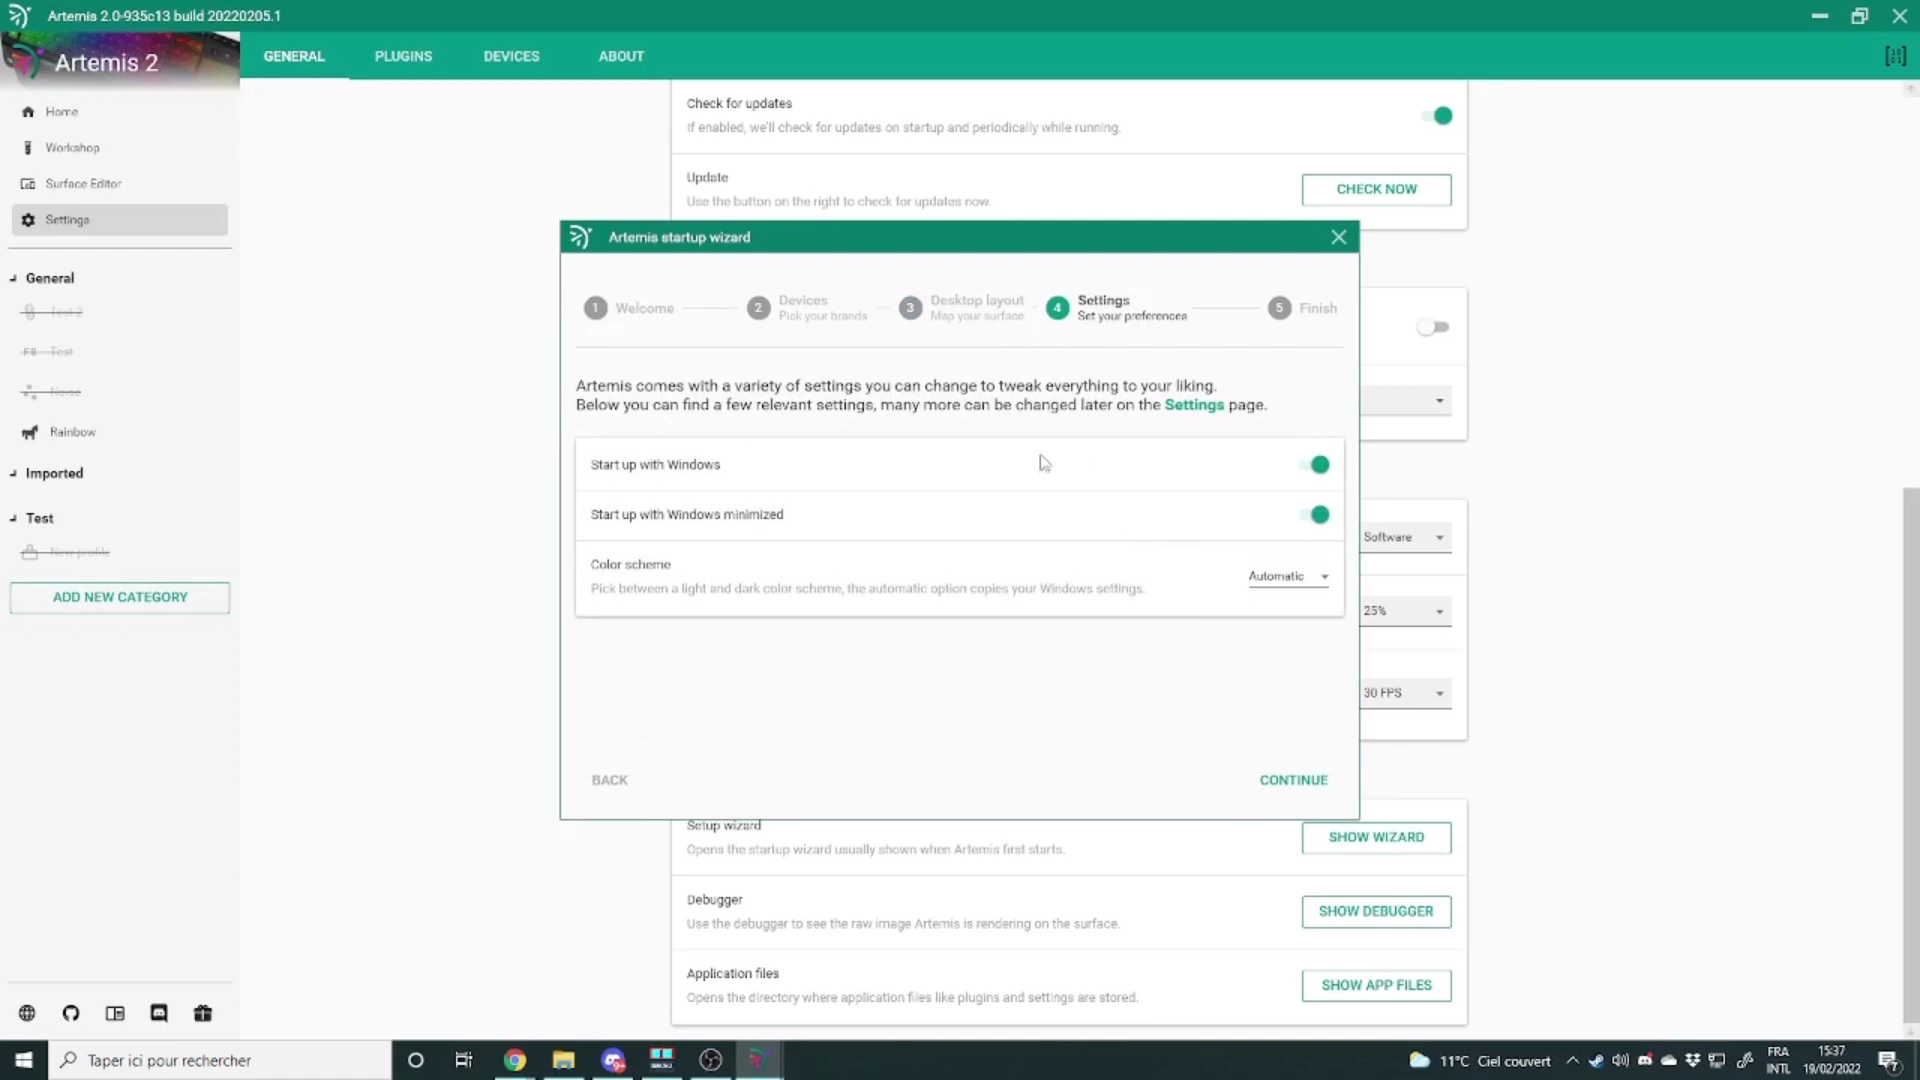 Artemis 2.0-935c13 build 20220205.1
Artemis 2
GENERAL
PLUGINS
DEVICES
ABOUT
Home
Workshop
Surface Editor
Settings
General
Test 2
F8
Test
Noise
Rainbow
Imported
Test
New profile
ADD NEW CATEGORY
Check for updates
If enabled, we'll check for updates on startup and periodically while running.
Update
Use the button on the right to check for updates now.
CHECK NOW
Artemis startup wizard
1 Welcome
2 Devices
Pick your brands
3 Desktop layout
Map your surface
4 Settings
Set your preferences
5 Finish
Artemis comes with a variety of settings you can change to tweak everything to your liking.
Below you can find a few relevant settings, many more can be changed later on the Settings page.
Start up with Windows
Start up with Windows minimized
Color scheme
Pick between a light and dark color scheme, the automatic option copies your Windows settings.
Automatic
BACK
CONTINUE
Software
25%
30 FPS
Setup wizard
Opens the startup wizard usually shown when Artemis first starts.
SHOW WIZARD
Debugger
Use the debugger to see the raw image Artemis is rendering on the surface.
SHOW DEBUGGER
Application files
Opens the directory where application files like plugins and settings are stored.
SHOW APP FILES
Taper ici pour rechercher
11°C Ciel couvert
FRA
INTL
15:37
19/02/2022
7